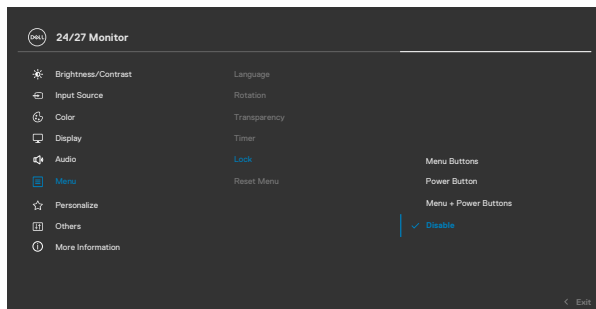 DELL 24/27 Monitor
Brightness/Contrast
Input Source
Color
Display
Audio
Menu
Personalize
Others
More Information
Language
Rotation
Transparency
Timer
Lock
Reset Menu
Menu Buttons
Power Button
Menu + Power Buttons
Disable
Exit